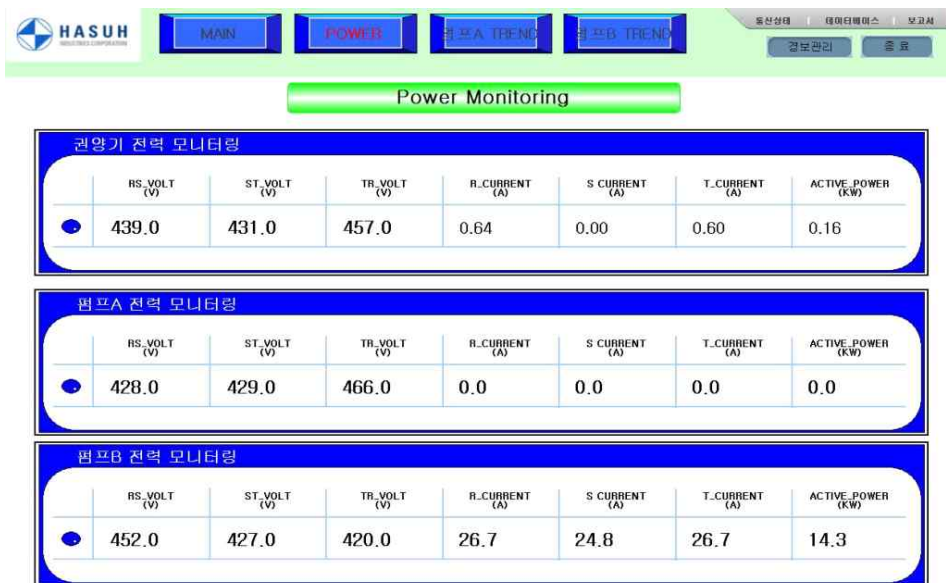 HASUH
MAIN
POWER
펌프A TREND
펌프B TREND
통신상태 데이터베이스 보고서
경보관리 종료
Power Monitoring
권양기 전력 모니터링
RS_VOLT (V) ST_VOLT (V) TR_VOLT (V) R_CURRENT (A) S CURRENT (A) T_CURRENT (A) ACTIVE_POWER (KW)
439.0 431.0 457.0 0.64 0.00 0.60 0.16
펌프A 전력 모니터링
RS_VOLT (V) ST_VOLT (V) TR_VOLT (V) R_CURRENT (A) S CURRENT (A) T_CURRENT (A) ACTIVE_POWER (KW)
428.0 429.0 466.0 0.0 0.0 0.0 0.0
펌프B 전력 모니터링
RS_VOLT (V) ST_VOLT (V) TR_VOLT (V) R_CURRENT (A) S CURRENT (A) T_CURRENT (A) ACTIVE_POWER (KW)
452.0 427.0 420.0 26.7 24.8 26.7 14.3